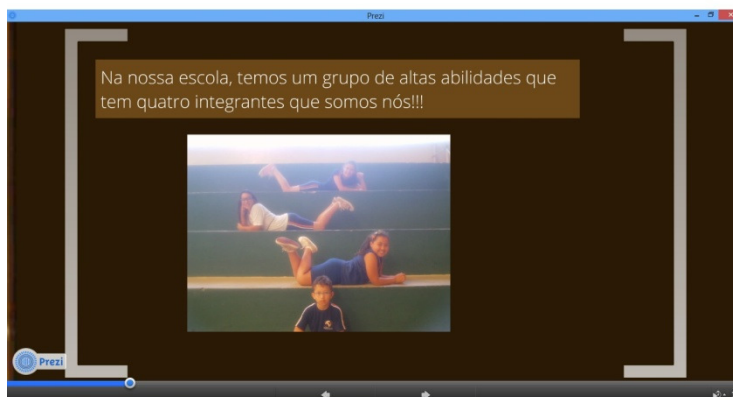 Prezi
Na nossa escola, temos um grupo de altas abilidades que
tem quatro integrantes que somos nós!!!
Prezi